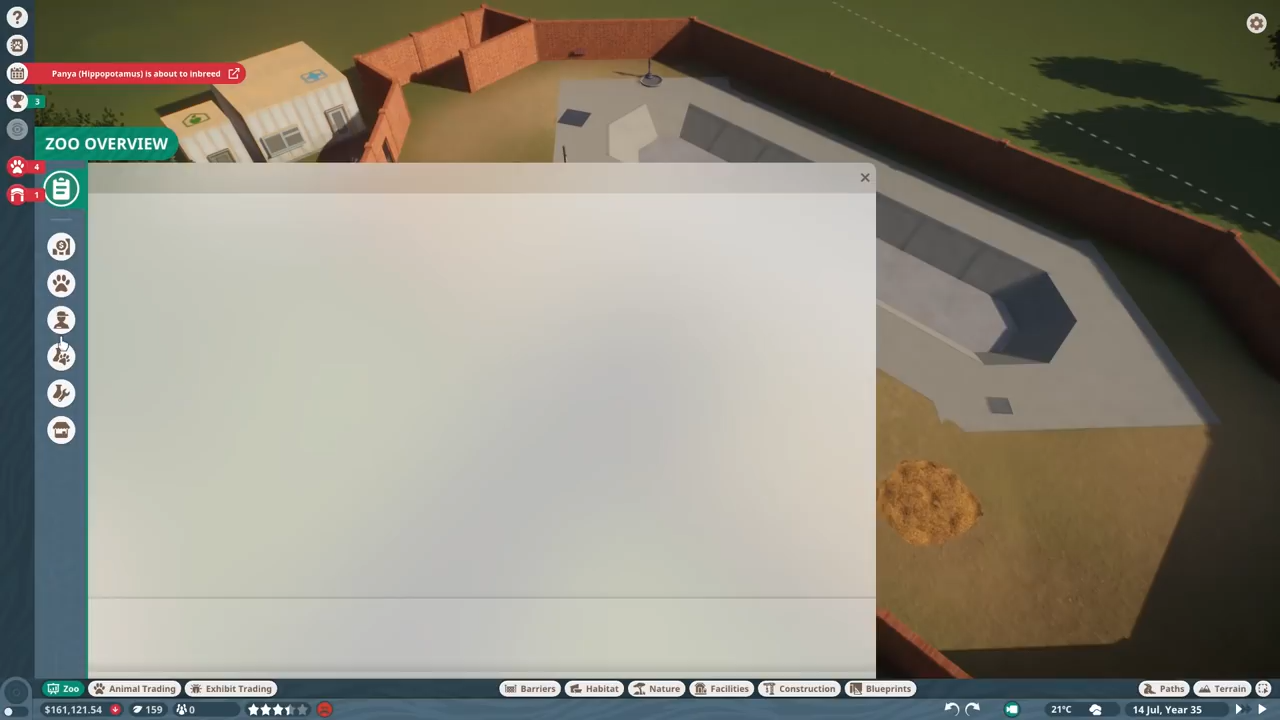 Panya (Hippopotamus) is about to inbreed
3
ZOO OVERVIEW
4
1
Zoo
Animal Trading
Exhibit Trading
Barriers
Habitat
Nature
Facilities
Construction
Blueprints
Paths
Terrain
$161,121.54
159
0
21°C
14 Jul, Year 35